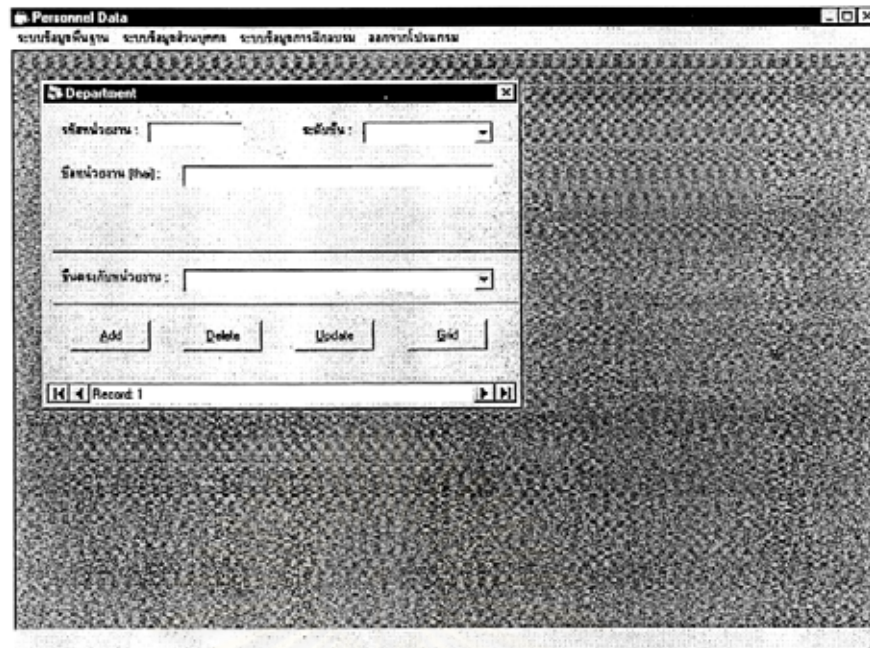 Personnel Data
ระบบข้อมูลพื้นฐาน ระบบข้อมูลส่วนบุคคล ระบบข้อมูลการฝึกอบรม ออกจากโปรแกรม
Department
รหัสหน่วยงาน : ระดับชั้น :
ชื่อหน่วยงาน [thai] :
ขึ้นตรงกับหน่วยงาน :
Add Delete Update Grid
Record: 1